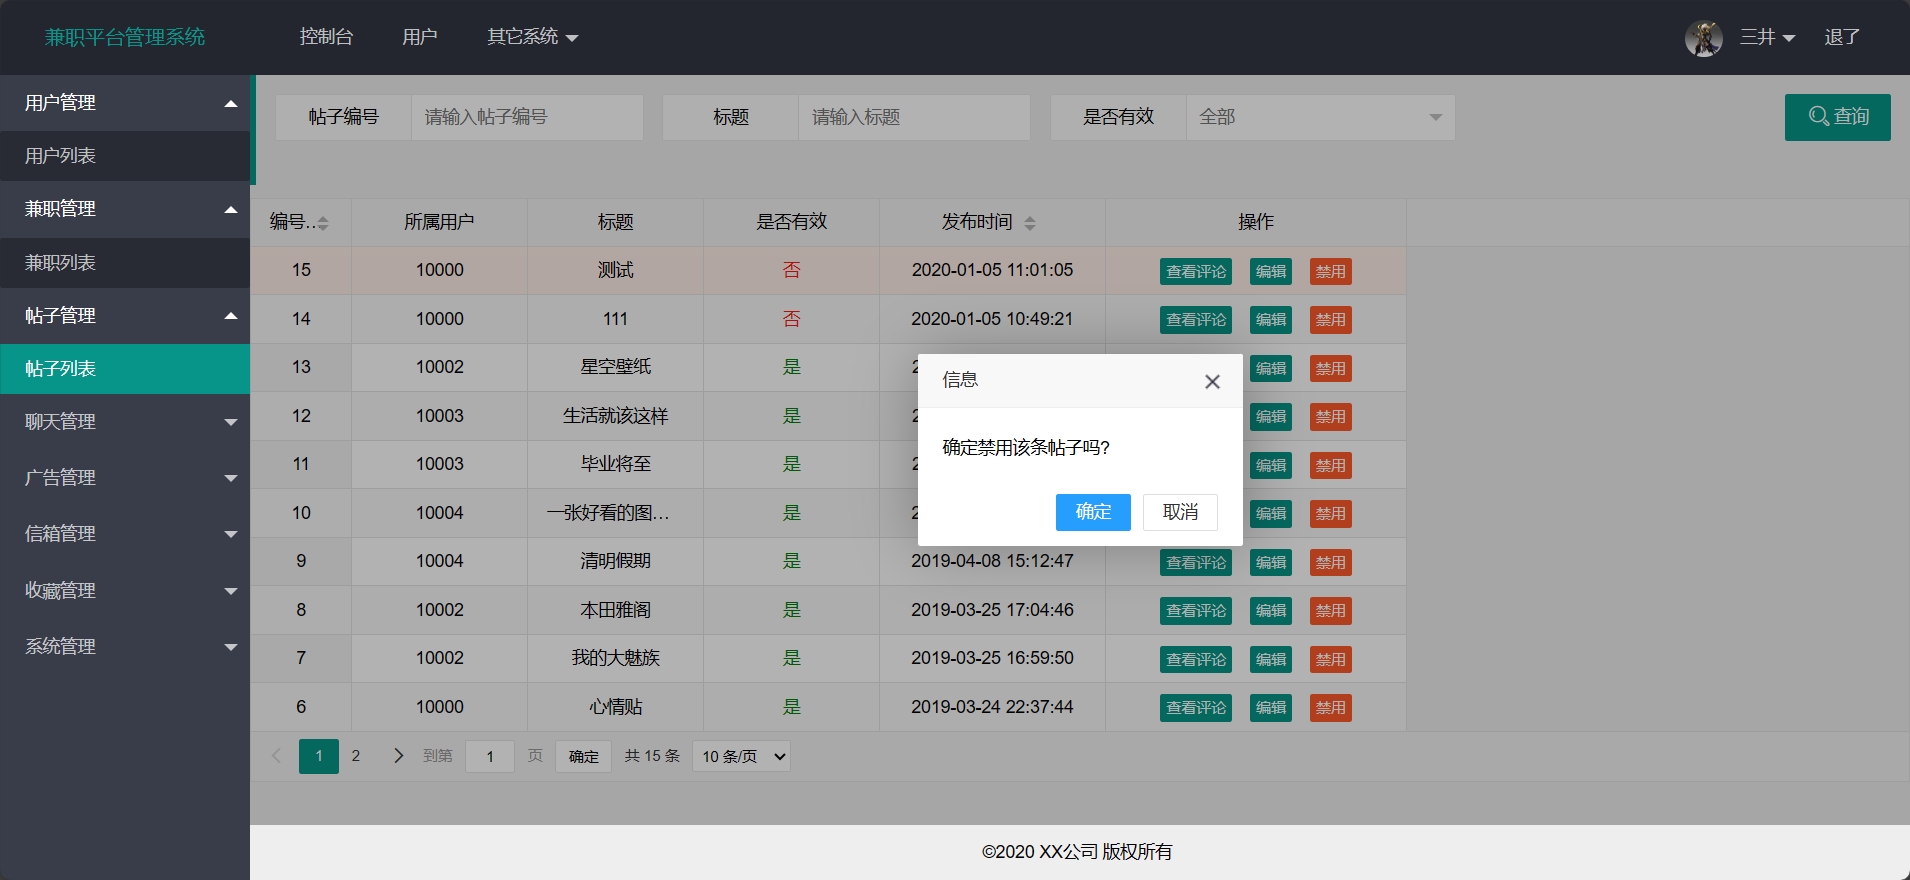 兼职平台管理系统 控制台 用户 其它系统 三井 退了
用户管理
用户列表
兼职管理
兼职列表
帖子管理
帖子列表
聊天管理
广告管理
信箱管理
收藏管理
系统管理
帖子编号 请输入帖子编号 标题 请输入标题 是否有效 全部 查询
编号... 所属用户 标题 是否有效 发布时间 操作
15 10000 测试 否 2020-01-05 11:01:05 查看评论 编辑 禁用
14 10000 111 否 2020-01-05 10:49:21 查看评论 编辑 禁用
13 10002 星空壁纸 是 2 编辑 禁用
12 10003 生活就该这样 是 2 编辑 禁用
11 10003 毕业将至 是 2 编辑 禁用
10 10004 一张好看的图... 是 2 编辑 禁用
9 10004 清明假期 是 2019-04-08 15:12:47 查看评论 编辑 禁用
8 10002 本田雅阁 是 2019-03-25 17:04:46 查看评论 编辑 禁用
7 10002 我的大魅族 是 2019-03-25 16:59:50 查看评论 编辑 禁用
6 10000 心情贴 是 2019-03-24 22:37:44 查看评论 编辑 禁用
1 2 到第 1 页 确定 共 15 条 10 条/页
信息
确定禁用该条帖子吗?
确定 取消
©2020 XX公司 版权所有